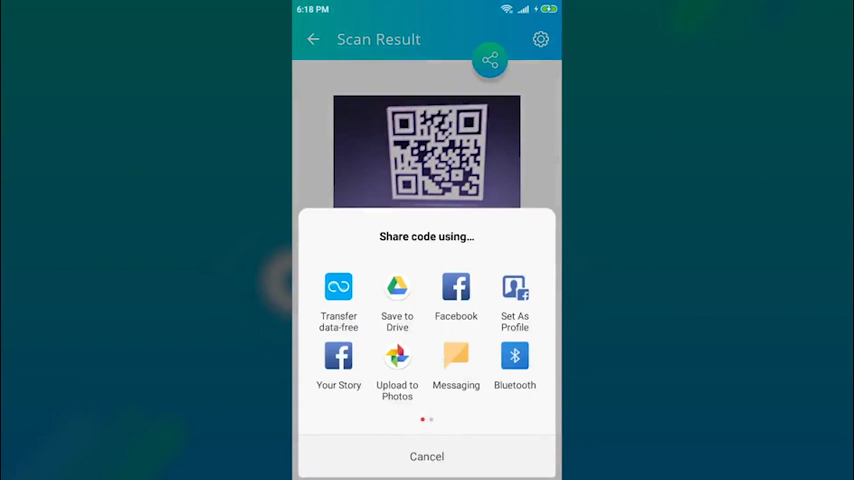 6:18 PM
Scan Result
Share code using...
Transfer data-free
Save to Drive
Facebook
Set As Profile
Your Story
Upload to Photos
Messaging
Bluetooth
Cancel